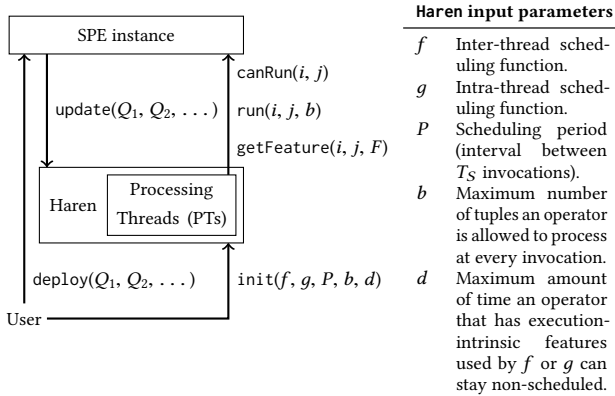 SPE instance
canRun(i, j)
update(Q1, Q2, . . . )
run(i, j, b)
getFeature(i, j, F)
Haren
Processing
Threads (PTs)
deploy(Q1, Q2, . . . )
init(f, g, P, b, d)
User
Haren input parameters
f Inter-thread sched-
uling function.
g Intra-thread sched-
uling function.
P Scheduling period
(interval between
TS invocations).
b Maximum number
of tuples an operator
is allowed to process
at every invocation.
d Maximum amount
of time an operator
that has execution-
intrinsic features
used by f or g can
stay non-scheduled.